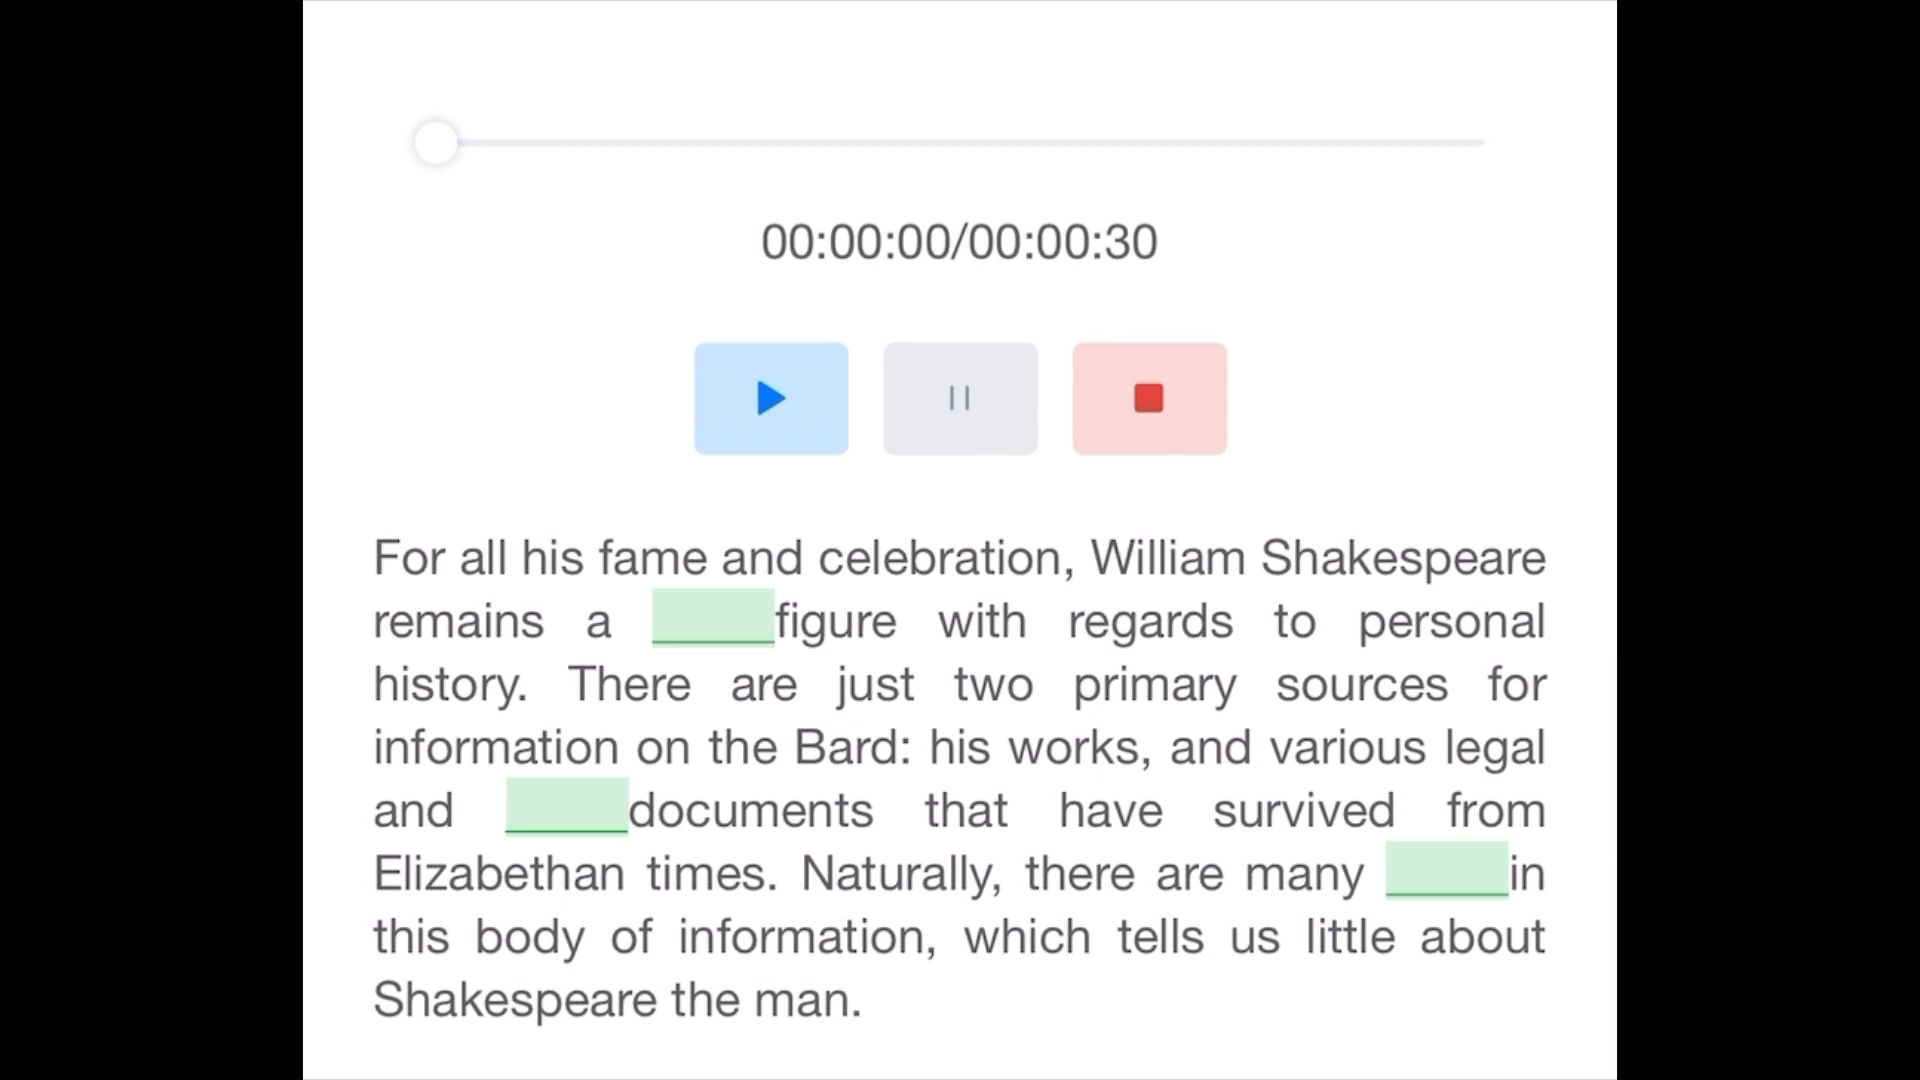 00:00:00/00:00:30
For all his fame and celebration, William Shakespeare
remains a figure with regards to personal
history. There are just two primary sources for
information on the Bard: his works, and various legal
and documents that have survived from
Elizabethan times. Naturally, there are many in
this body of information, which tells us little about
Shakespeare the man.